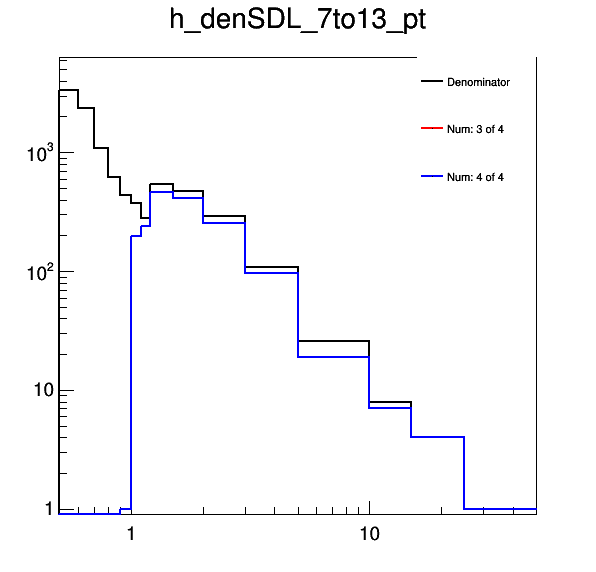 h_denSDL_7to13_pt
Denominator
Num: 3 of 4
Num: 4 of 4
10³
10²
10
1
1 10